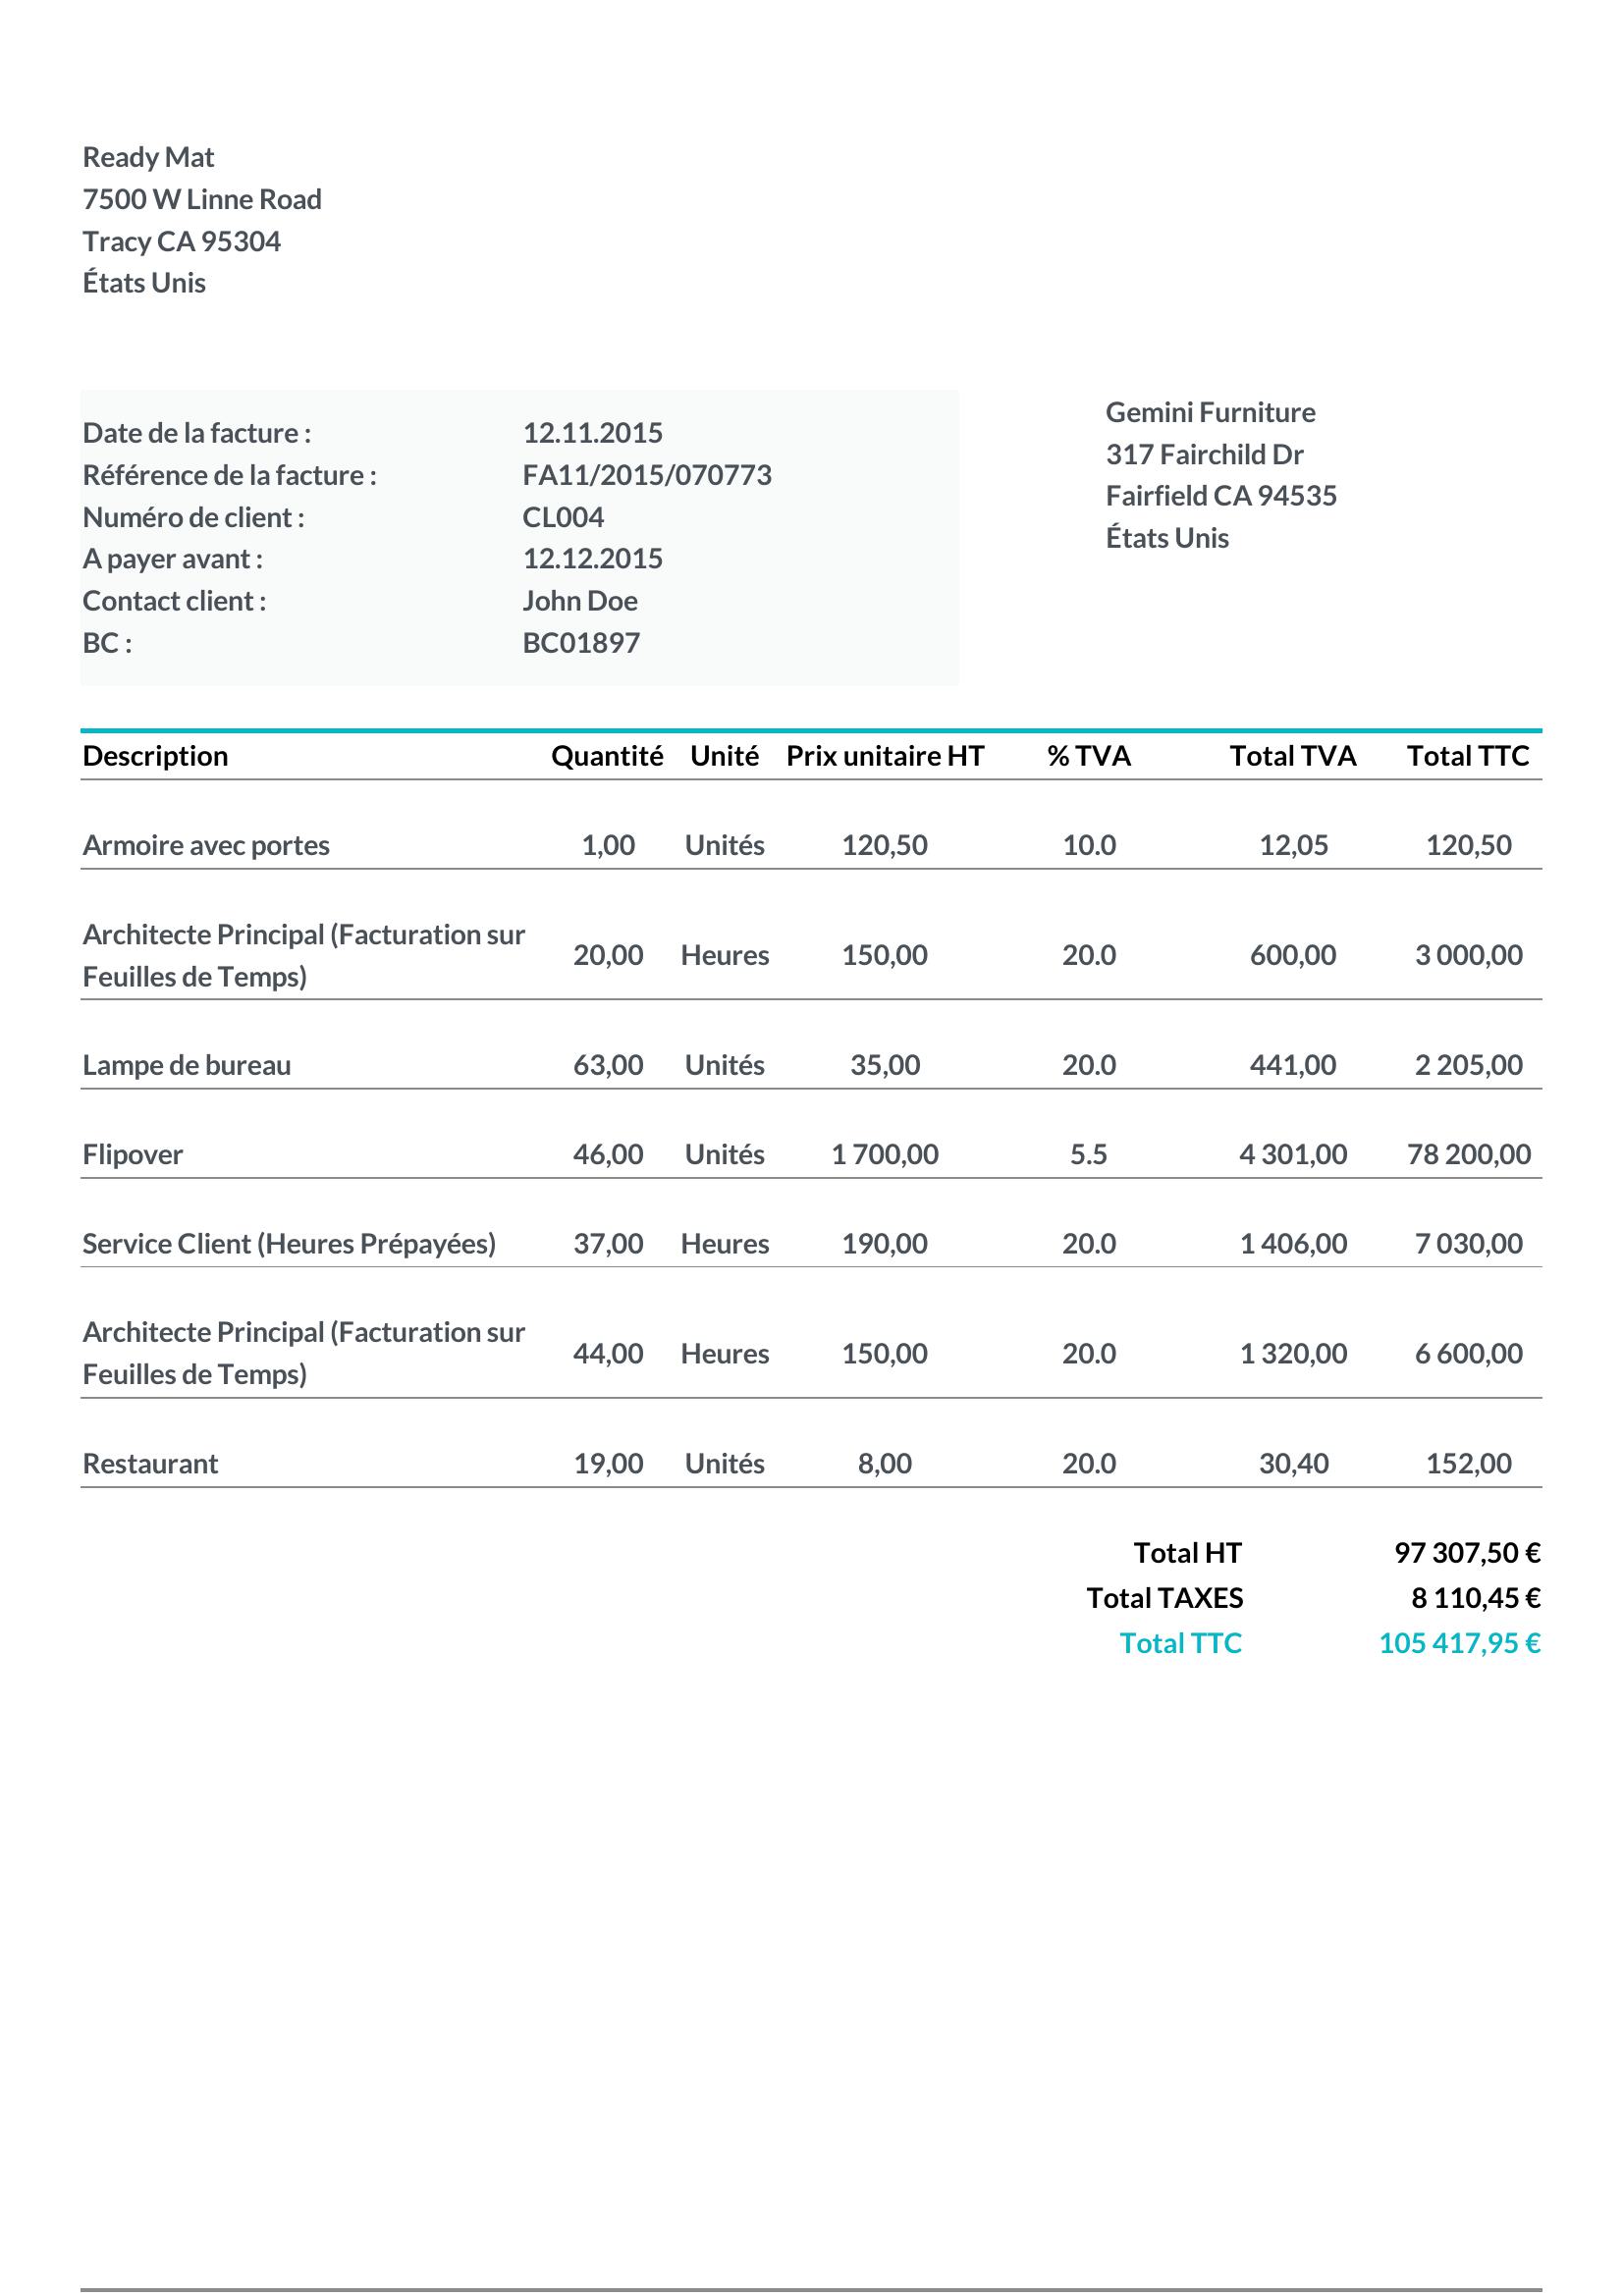 Ready Mat
7500 W Linne Road
Tracy CA 95304
États Unis
Date de la facture : 12.11.2015
Référence de la facture : FA11/2015/070773
Numéro de client : CL004
A payer avant : 12.12.2015
Contact client : John Doe
BC : BC01897
Gemini Furniture
317 Fairchild Dr
Fairfield CA 94535
États Unis
Description Quantité Unité Prix unitaire HT % TVA Total TVA Total TTC
Armoire avec portes 1,00 Unités 120,50 10.0 12,05 120,50
Architecte Principal (Facturation sur
Feuilles de Temps) 20,00 Heures 150,00 20.0 600,00 3 000,00
Lampe de bureau 63,00 Unités 35,00 20.0 441,00 2 205,00
Flipover 46,00 Unités 1 700,00 5.5 4 301,00 78 200,00
Service Client (Heures Prépayées) 37,00 Heures 190,00 20.0 1 406,00 7 030,00
Architecte Principal (Facturation sur
Feuilles de Temps) 44,00 Heures 150,00 20.0 1 320,00 6 600,00
Restaurant 19,00 Unités 8,00 20.0 30,40 152,00
Total HT 97 307,50 €
Total TAXES 8 110,45 €
Total TTC 105 417,95 €